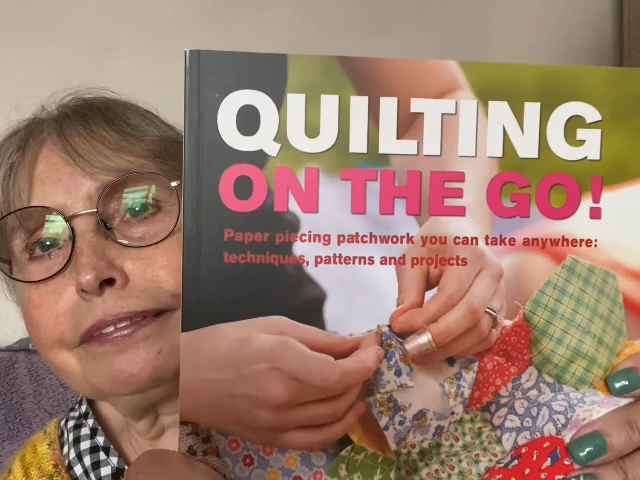 QUILTING
ON THE GO!
Paper piecing patchwork you can take anywhere:
techniques, patterns and projects